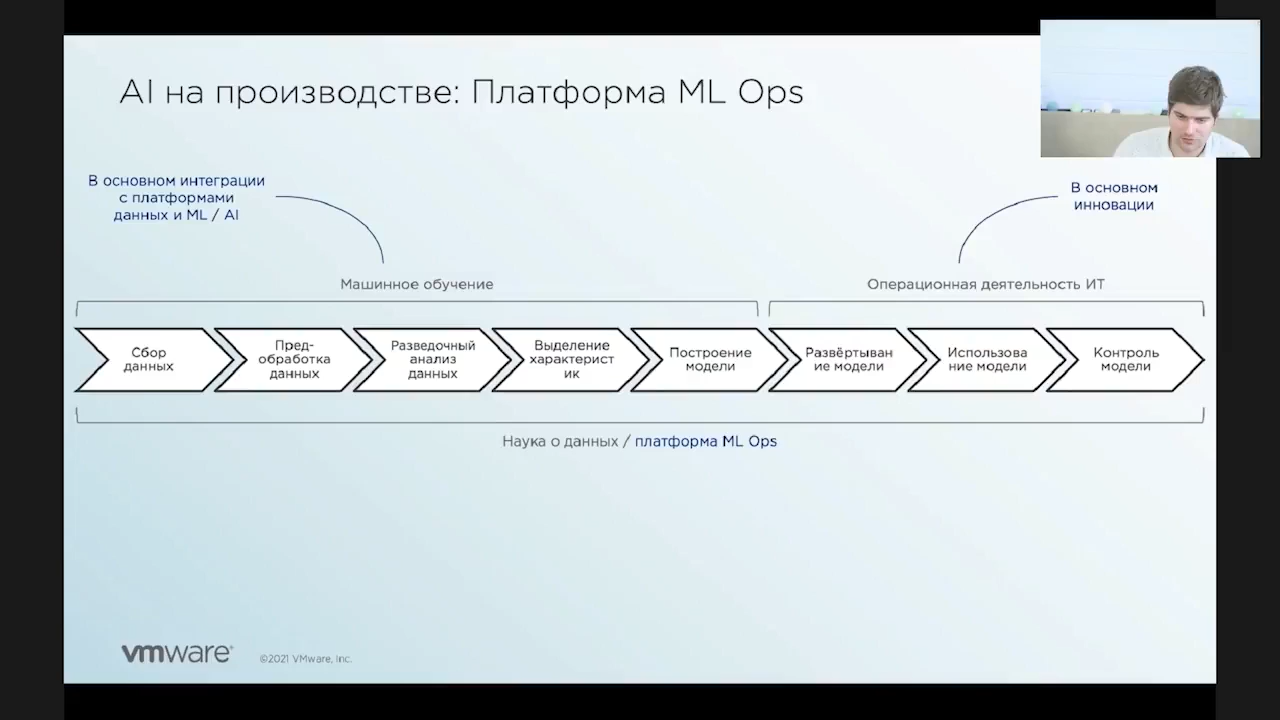 AI на производстве: Платформа ML Ops
В основном интеграции
с платформами
данных и ML / AI
В основном
инновации
Машинное обучение
Операционная деятельность ИТ
Сбор
данных
Пред-
обработка
данных
Разведочный
анализ
данных
Выделение
характерист
ик
Построение
модели
Развёртыван
ие модели
Использова
ние модели
Контроль
модели
Наука о данных / платформа ML Ops
vmware®
©2021 VMware, Inc.